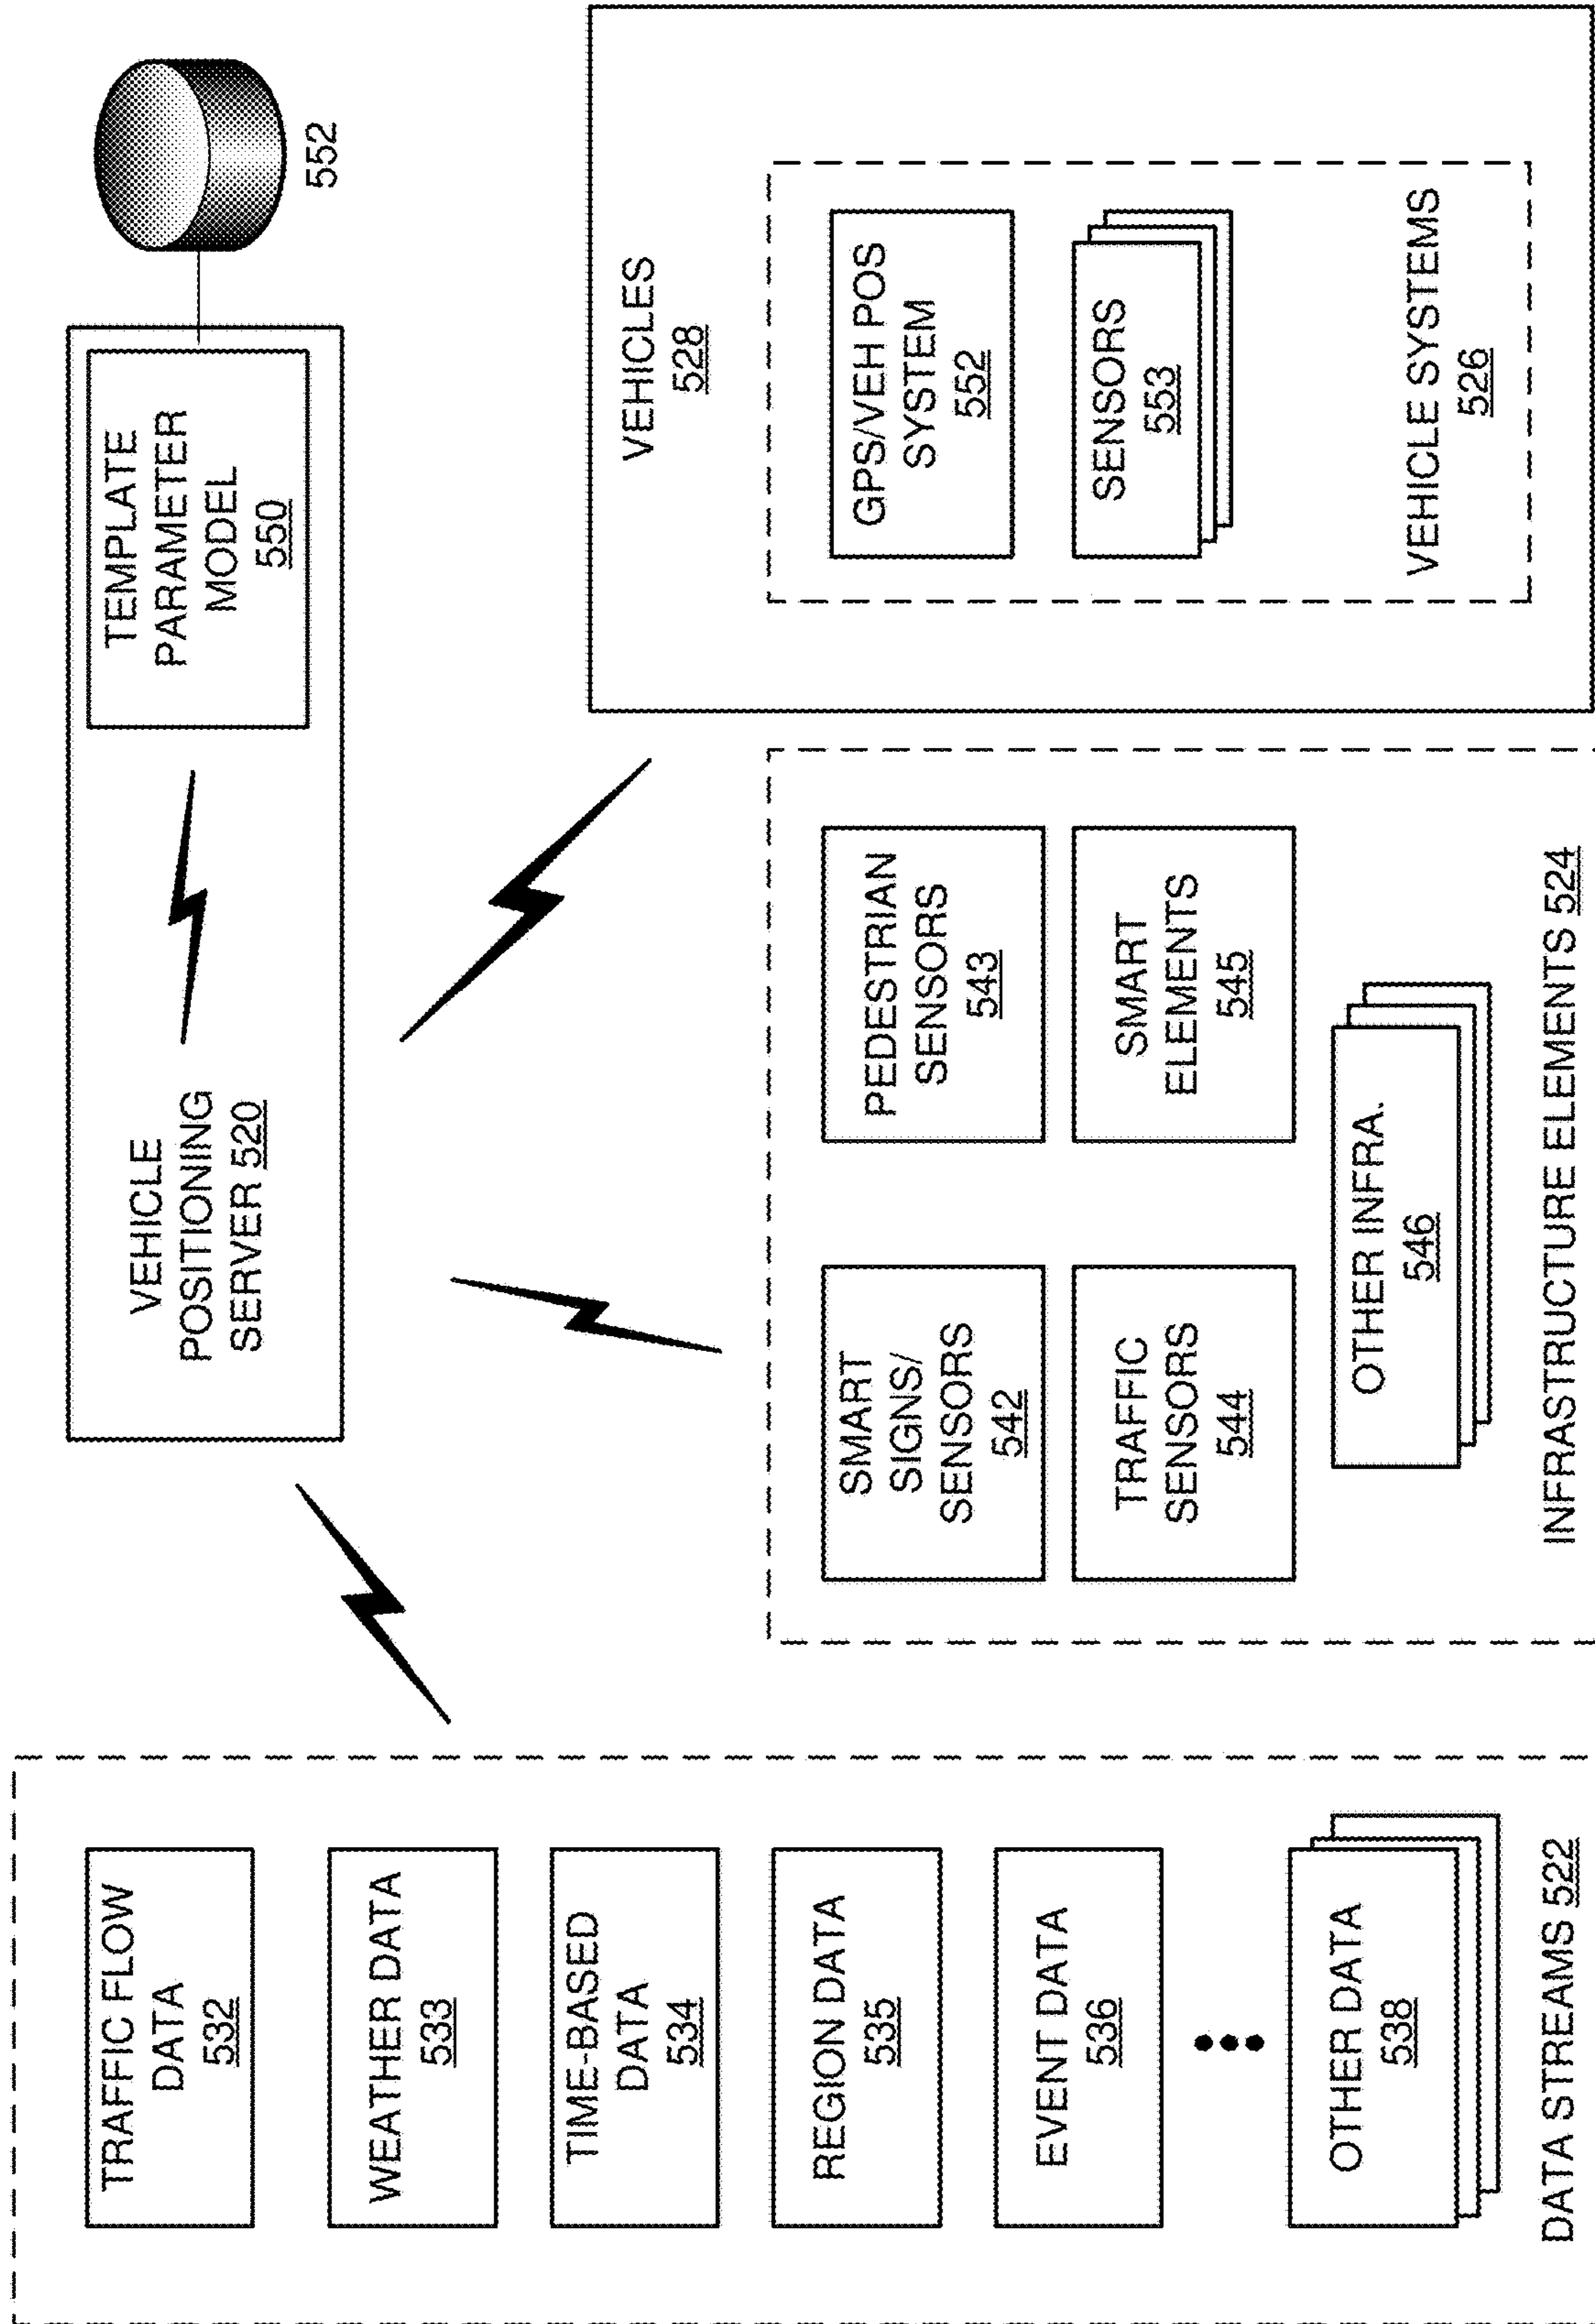 VEHICLE
POSITIONING
SERVER 520
TEMPLATE
PARAMETER
MODEL
550
552
TRAFFIC FLOW
DATA
532
WEATHER DATA
533
TIME-BASED
DATA
534
REGION DATA
535
EVENT DATA
536
OTHER DATA
538
DATA STREAMS 522
SMART
SIGNS/
SENSORS
542
PEDESTRIAN
SENSORS
543
TRAFFIC
SENSORS
544
SMART
ELEMENTS
545
OTHER INFRA.
546
INFRASTRUCTURE ELEMENTS 524
VEHICLES
528
GPS/VEH POS
SYSTEM
552
SENSORS
553
VEHICLE SYSTEMS
526